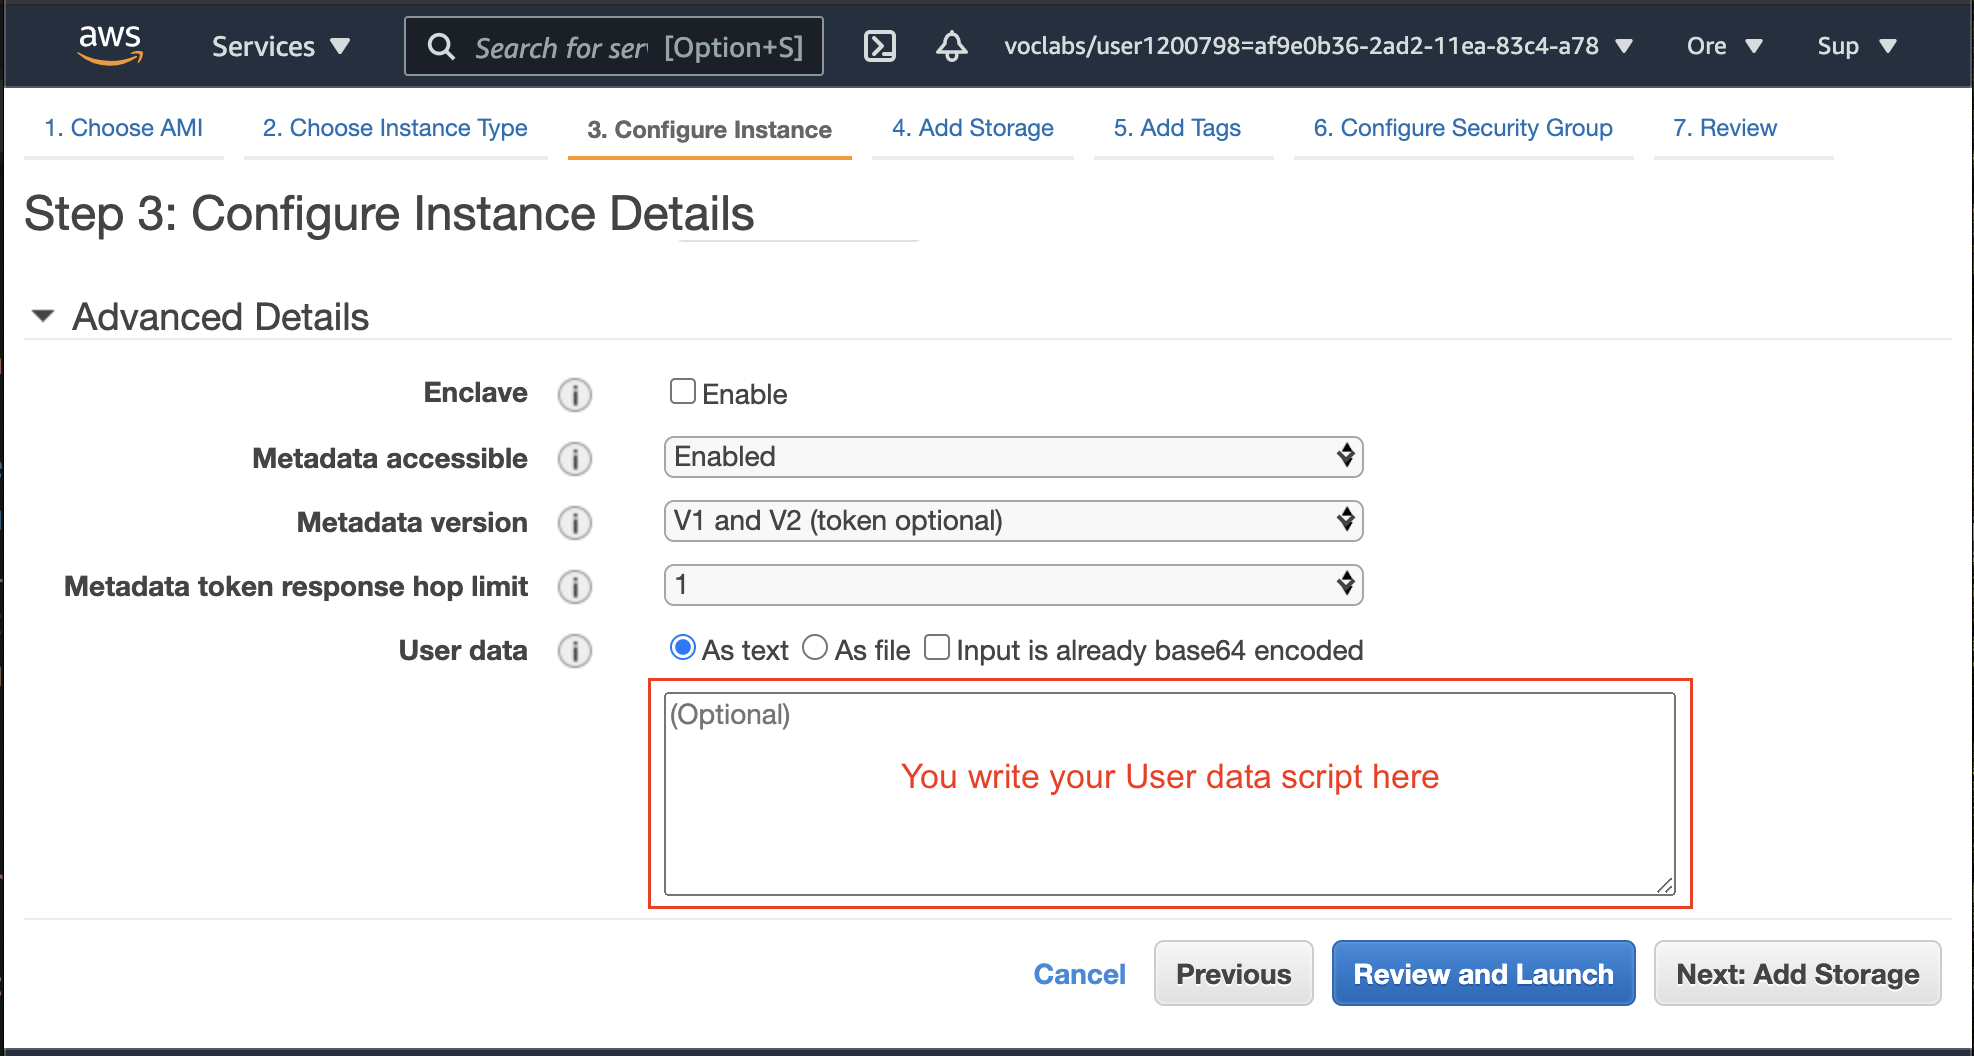 aws Services Search for ser [Option+S] voclabs/user1200798=af9e0b36-2ad2-11ea-83c4-a78 Ore Sup
1. Choose AMI 2. Choose Instance Type 3. Configure Instance 4. Add Storage 5. Add Tags 6. Configure Security Group 7. Review
Step 3: Configure Instance Details
Advanced Details
Enclave i Enable
Metadata accessible i Enabled
Metadata version i V1 and V2 (token optional)
Metadata token response hop limit i 1
User data i As text As file Input is already base64 encoded
(Optional)
You write your User data script here
Cancel Previous Review and Launch Next: Add Storage